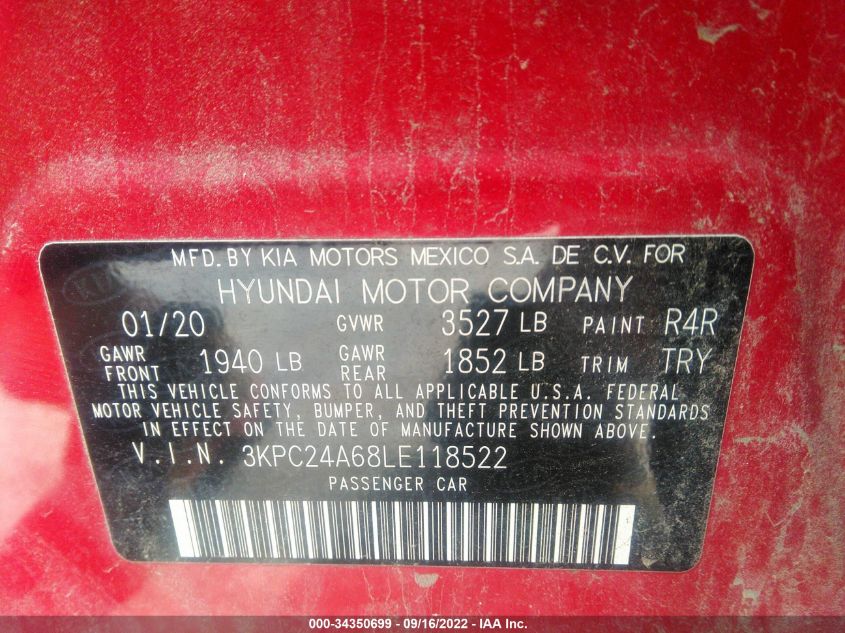 MFD. BY KIA MOTORS MEXICO S.A. DE C.V. FOR
HYUNDAI MOTOR COMPANY
01/20 GVWR 3527 LB PAINT R4R
GAWR FRONT 1940 LB GAWR REAR 1852 LB TRIM TRY
THIS VEHICLE CONFORMS TO ALL APPLICABLE U.S.A. FEDERAL
MOTOR VEHICLE SAFETY, BUMPER, AND THEFT PREVENTION STANDARDS
IN EFFECT ON THE DATE OF MANUFACTURE SHOWN ABOVE.
V.I.N. 3KPC24A68LE118522
PASSENGER CAR
000-34350699 - 09/16/2022 - IAA Inc.